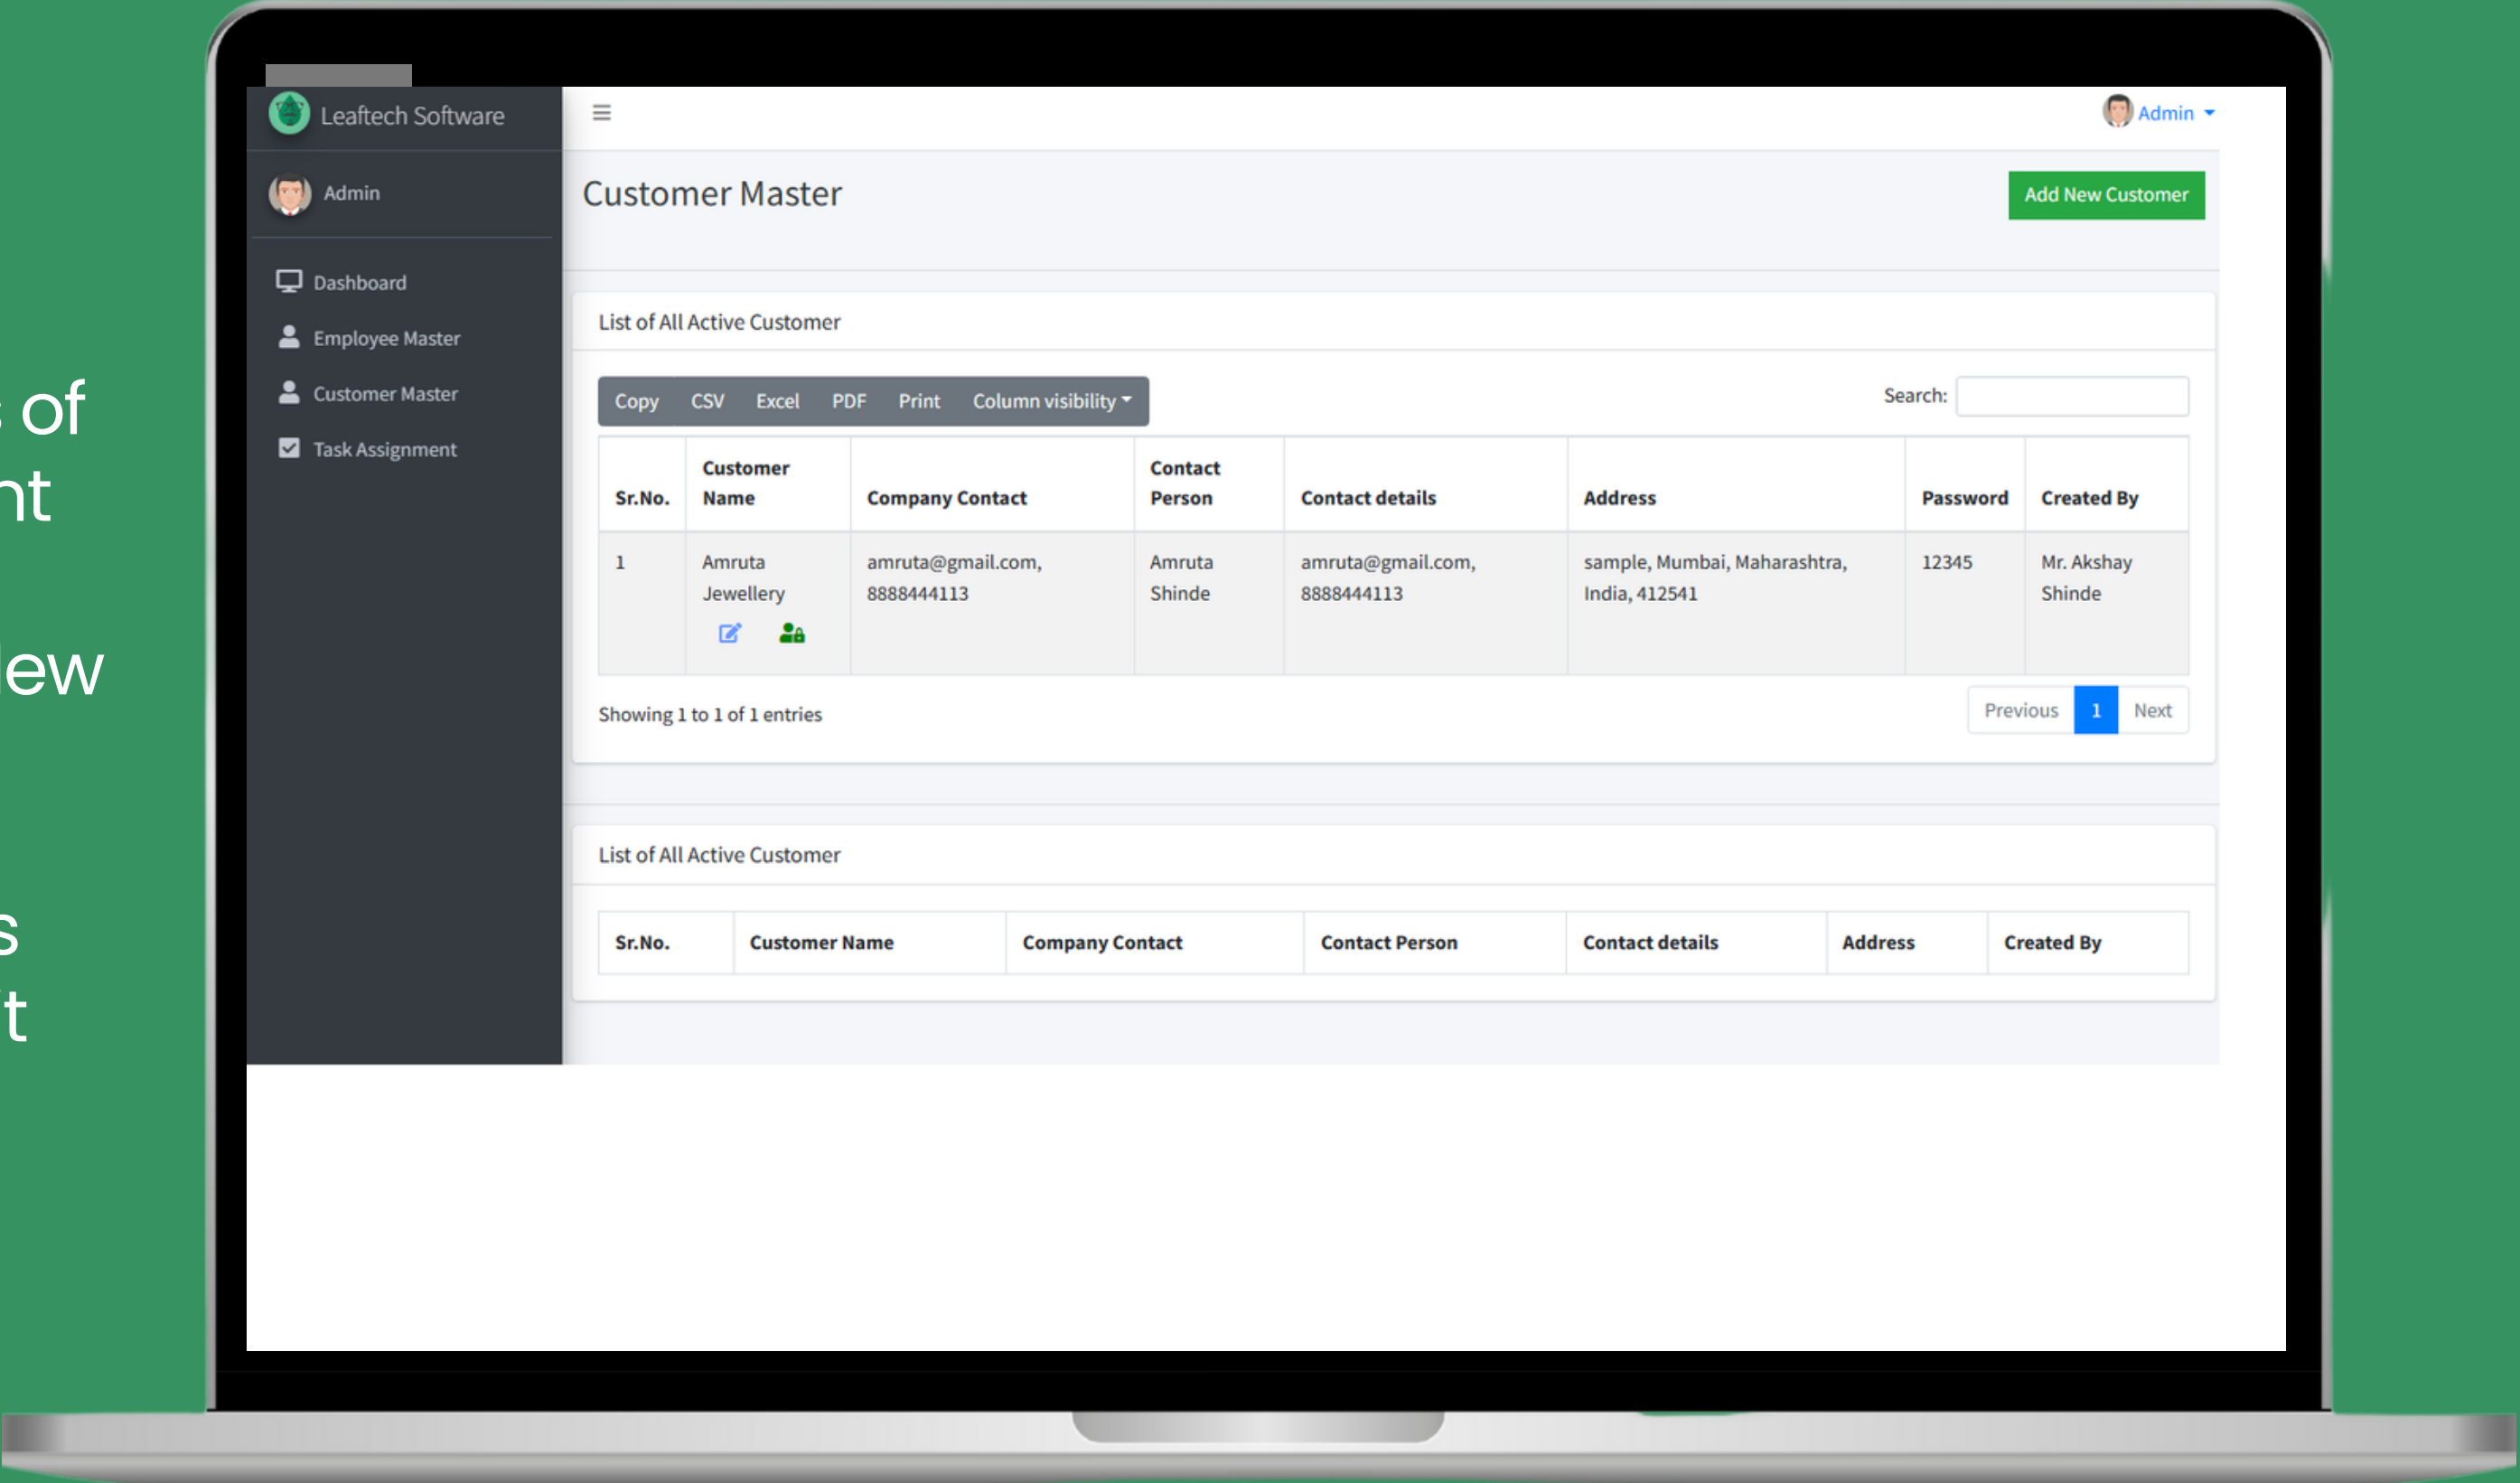 s of
nt
ew
s
't
Leaftech Software
Admin
Admin
Dashboard
Employee Master
Customer Master
Task Assignment
Customer Master
Add New Customer
List of All Active Customer
Copy CSV Excel PDF Print Column visibility
Search:
Sr.No. Customer Name Company Contact Contact Person Contact details Address Password Created By
1 Amruta Jewellery amruta@gmail.com, 8888444113 Amruta Shinde amruta@gmail.com, 8888444113 sample, Mumbai, Maharashtra, India, 412541 12345 Mr. Akshay Shinde
Showing 1 to 1 of 1 entries
Previous 1 Next
List of All Active Customer
Sr.No. Customer Name Company Contact Contact Person Contact details Address Created By